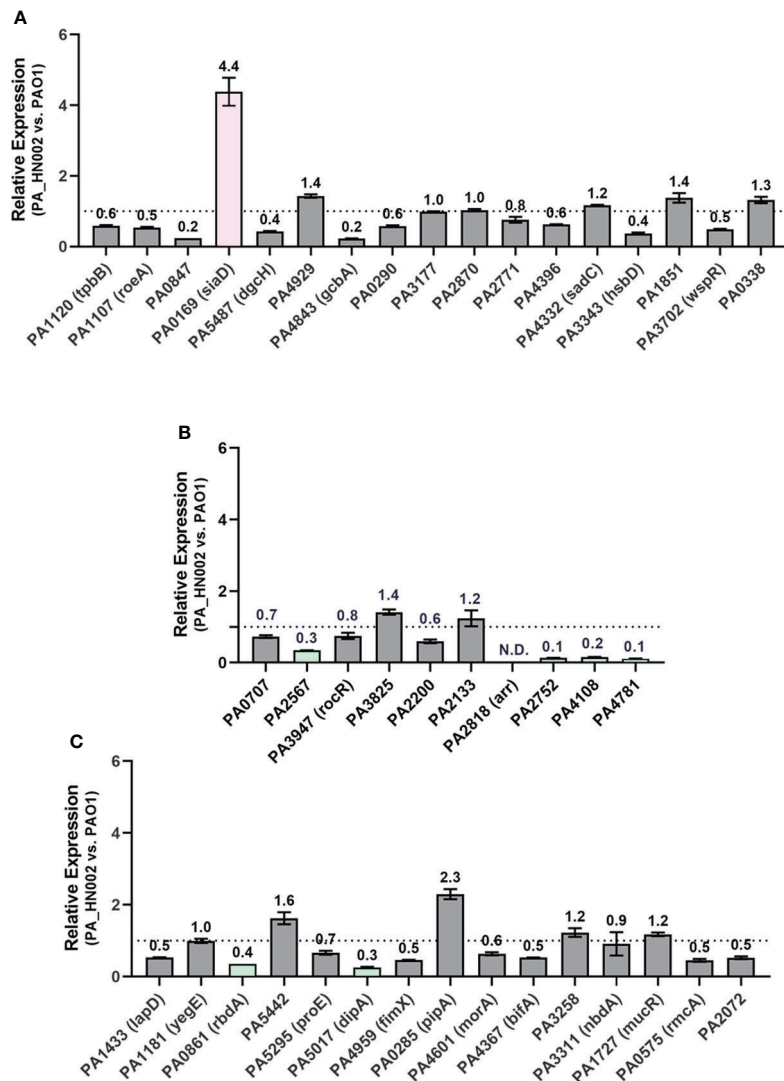 A
Relative Expression
(PA_HN002 vs. PAO1)
6
4
2
0
0.6
0.5
0.2
4.4
0.4
1.4
0.2
0.6
1.0
1.0
0.8
0.6
1.2
0.4
1.4
0.5
1.3
PA1120 (tpbB)
PA1107 (roeA)
PA0847
PA0169 (siaD)
PA5487 (dgcH)
PA4929
PA4843 (gcbA)
PA0290
PA3177
PA2870
PA2771
PA4396
PA4332 (sadC)
PA3343 (hsbD)
PA1851
PA3702 (wspR)
PA0338
B
Relative Expression
(PA_HN002 vs. PAO1)
6
4
2
0
0.7
0.3
0.8
1.4
0.6
1.2
N.D.
0.1
0.2
0.1
PA0707
PA2567
PA3947 (rocR)
PA3825
PA2200
PA2133
PA2818 (arr)
PA2752
PA4108
PA4781
C
Relative Expression
(PA_HN002 vs. PAO1)
6
4
2
0
0.5
1.0
0.4
1.6
0.7
0.3
0.5
2.3
0.6
0.5
1.2
0.9
1.2
0.5
0.5
PA1433 (lapD)
PA1181 (yegE)
PA0861 (rbdA)
PA5442
PA5295 (proE)
PA5017 (dipA)
PA4959 (fimX)
PA0285 (pipA)
PA4601 (morA)
PA4367 (bifA)
PA3258
PA3311 (nbdA)
PA1727 (mucR)
PA0575 (rmcA)
PA2072